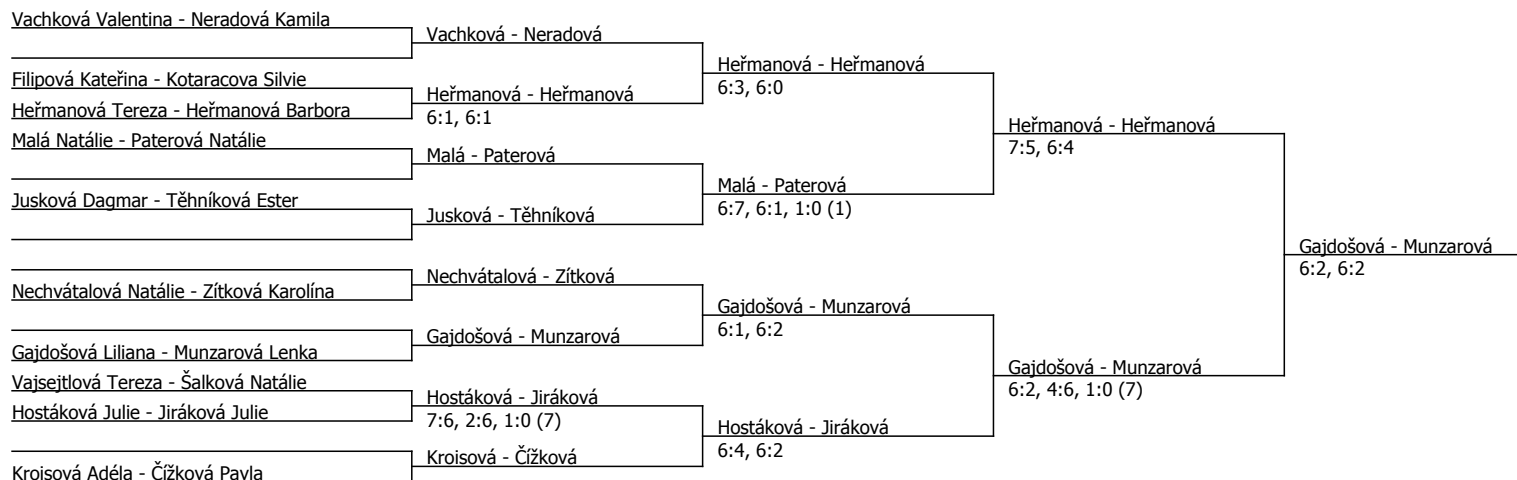 Vachková Valentina - Neradová Kamila
Vachková - Neradová
Heřmanová - Heřmanová
6:3, 6:0
Filipová Kateřina - Kotaracova Silvie
Heřmanová - Heřmanová
6:1, 6:1
Heřmanová Tereza - Heřmanová Barbora
Heřmanová - Heřmanová
7:5, 6:4
Malá Natálie - Paterová Natálie
Malá - Paterová
Malá - Paterová
6:7, 6:1, 1:0 (1)
Jusková Dagmar - Těhníková Ester
Jusková - Těhníková
Gajdošová - Munzarová
6:2, 6:2
Nechvátalová - Zítková
Nechvátalová Natálie - Zítková Karolína
Gajdošová - Munzarová
6:1, 6:2
Gajdošová - Munzarová
Gajdošová Liliana - Munzarová Lenka
Gajdošová - Munzarová
6:2, 4:6, 1:0 (7)
Vajsejtlová Tereza - Šalková Natálie
Hostáková - Jiráková
7:6, 2:6, 1:0 (7)
Hostáková Julie - Jiráková Julie
Hostáková - Jiráková
6:4, 6:2
Kroisová - Čížková
Kroisová Adéla - Čížková Pavla